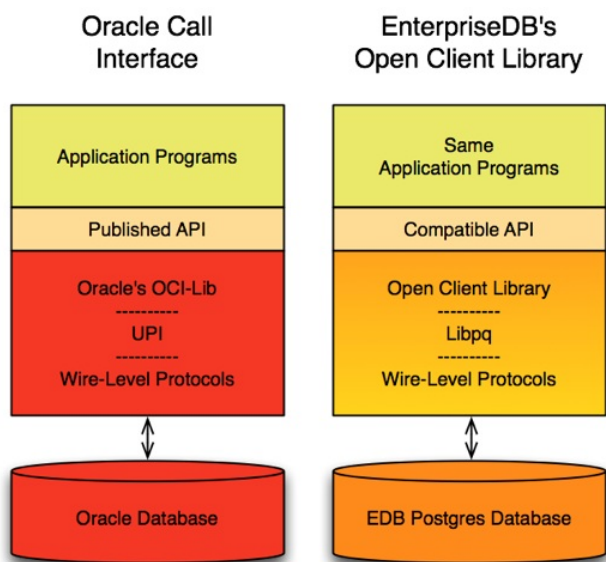 Oracle Call
Interface
Application Programs
Published API
Oracle's OCI-Lib
----------
UPI
----------
Wire-Level Protocols
Oracle Database
EnterpriseDB's
Open Client Library
Same
Application Programs
Compatible API
Open Client Library
----------
Libpq
----------
Wire-Level Protocols
EDB Postgres Database